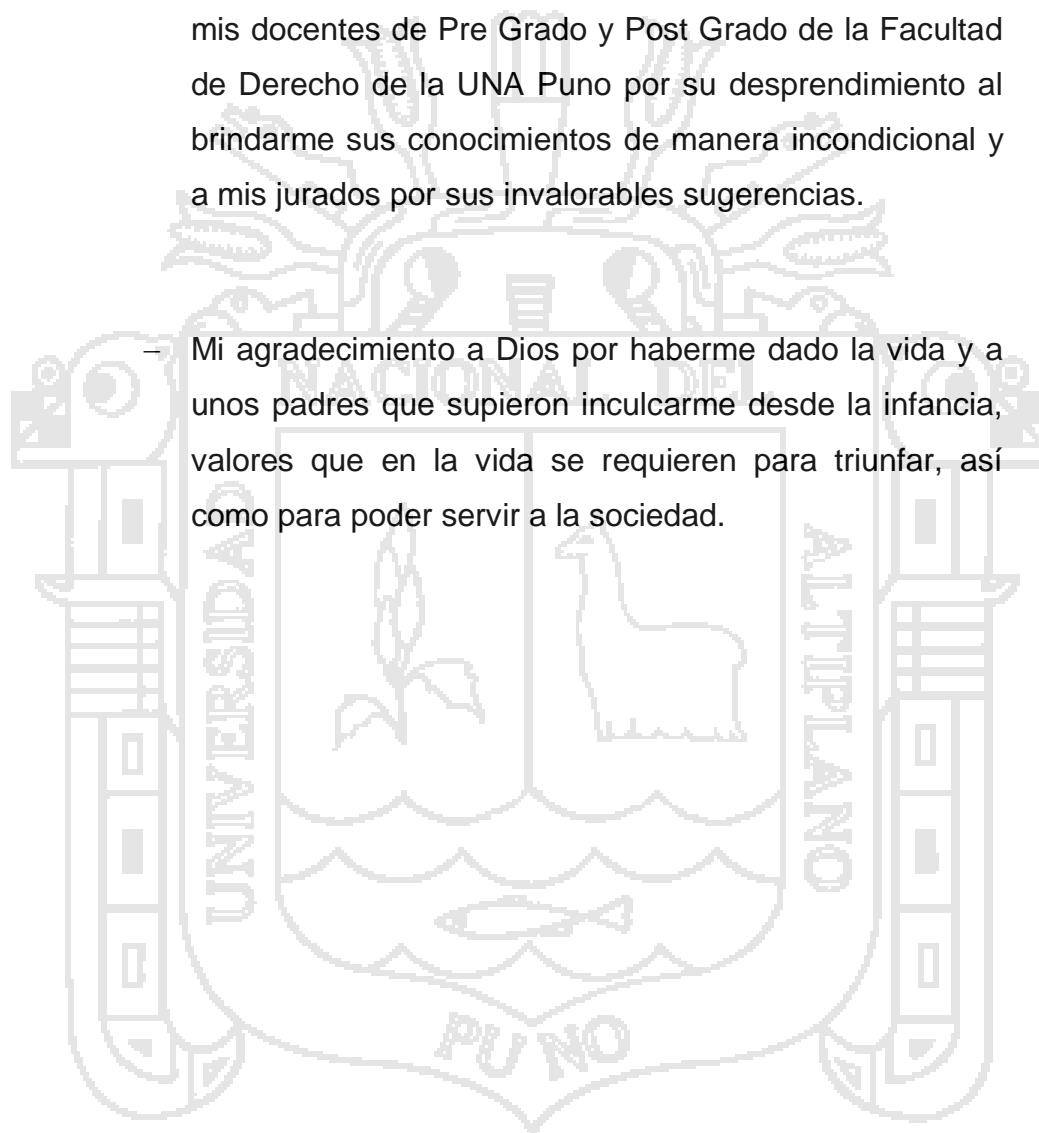 mis docentes de Pre Grado y Post Grado de la Facultad
de Derecho de la UNA Puno por su desprendimiento al
brindarme sus conocimientos de manera incondicional y
a mis jurados por sus invalorables sugerencias.
– Mi agradecimiento a Dios por haberme dado la vida y a
unos padres que supieron inculcarme desde la infancia,
valores que en la vida se requieren para triunfar, así
como para poder servir a la sociedad.
UNIVERSIDAD
NACIONAL DEL
ALTIPLANO
PUNO